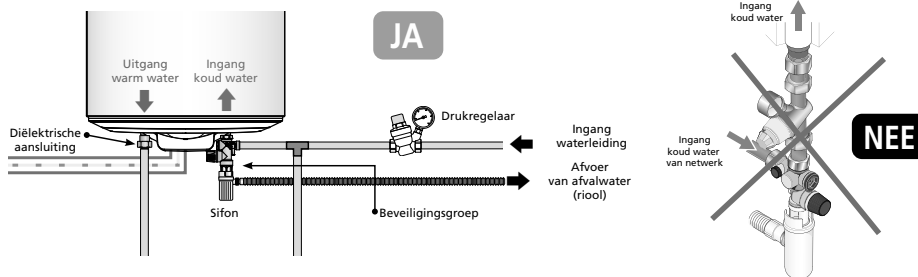 JA
Uitgang
warm water
Ingang
koud water
Diëlektrische
aansluiting
Drukregelaar
Ingang
waterleiding
Afvoer
van afvalwater
(riool)
Sifon
Beveiligingsgroep
Ingang
koud water
Ingang
koud water
van netwerk
NEE